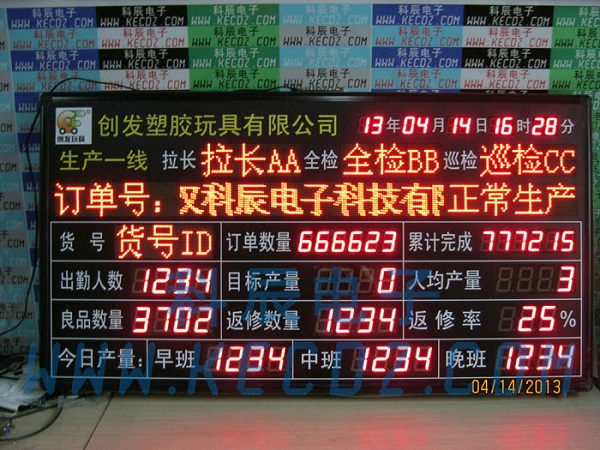 科辰电子
WWW.KECDZ.COM
创发玩具
创发塑胶玩具有限公司 13年04月14日16时28分
生产一线 拉长 拉长AA 全检 全检BB 巡检 巡检CC
订单号: 汉科辰电子科技有限 正常生产
货号 货号ID 订单数量 666623 累计完成 777215
出勤人数 1234 目标产量 0 人均产量 3
良品数量 3702 返修数量 1234 返修率 25%
今日产量: 早班 1234 中班 1234 晚班 1234
科辰电子
WWW.KECDZ.COM
04/14/2013